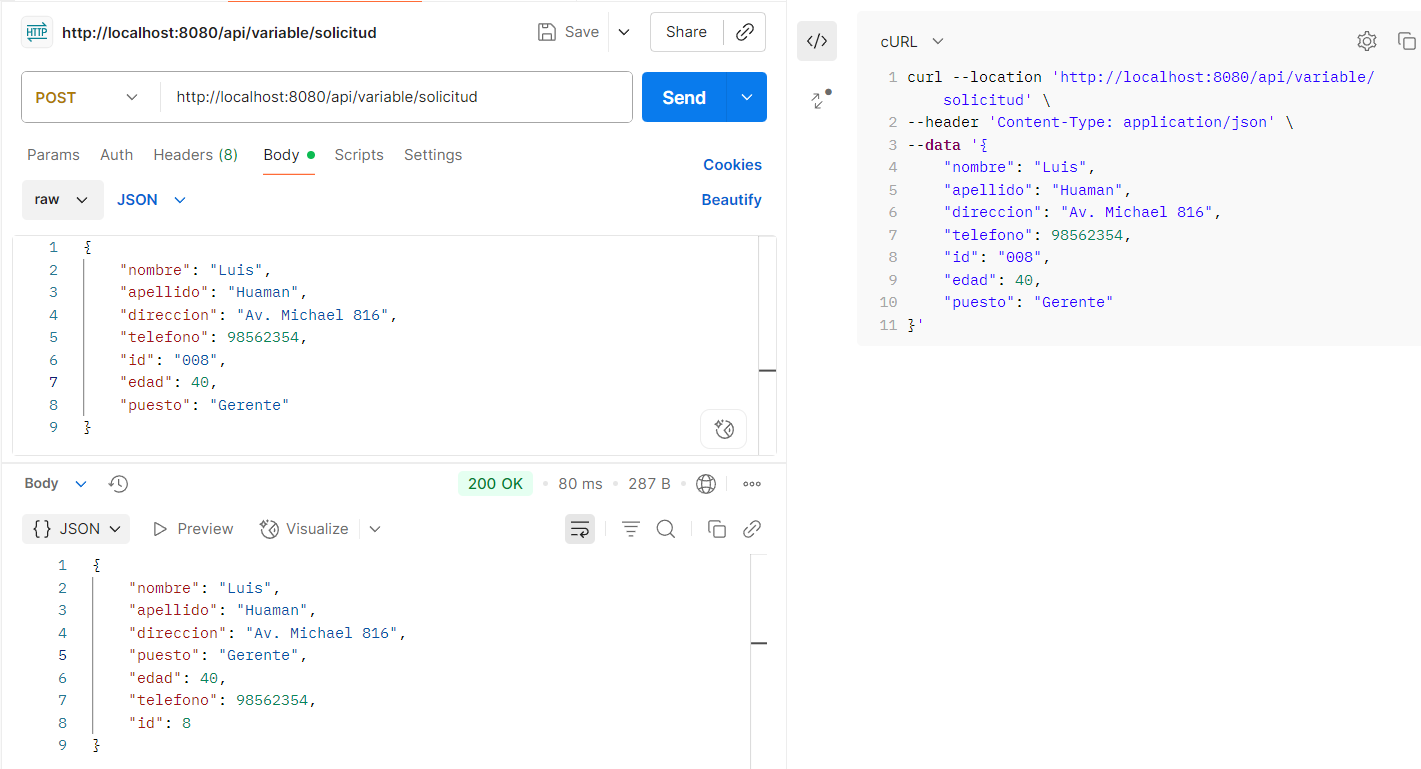 HTTP http://localhost:8080/api/variable/solicitud Save Share
POST http://localhost:8080/api/variable/solicitud Send
Params Auth Headers (8) Body Scripts Settings Cookies
raw JSON Beautify
1 {
2 "nombre": "Luis",
3 "apellido": "Huaman",
4 "direccion": "Av. Michael 816",
5 "telefono": 98562354,
6 "id": "008",
7 "edad": 40,
8 "puesto": "Gerente"
9 }
Body 200 OK 80 ms 287 B
{} JSON Preview Visualize
1 {
2 "nombre": "Luis",
3 "apellido": "Huaman",
4 "direccion": "Av. Michael 816",
5 "puesto": "Gerente",
6 "edad": 40,
7 "telefono": 98562354,
8 "id": 8
9 }
</> cURL
1 curl --location 'http://localhost:8080/api/variable/
solicitud' \
2 --header 'Content-Type: application/json' \
3 --data '{
4 "nombre": "Luis",
5 "apellido": "Huaman",
6 "direccion": "Av. Michael 816",
7 "telefono": 98562354,
8 "id": "008",
9 "edad": 40,
10 "puesto": "Gerente"
11 }'